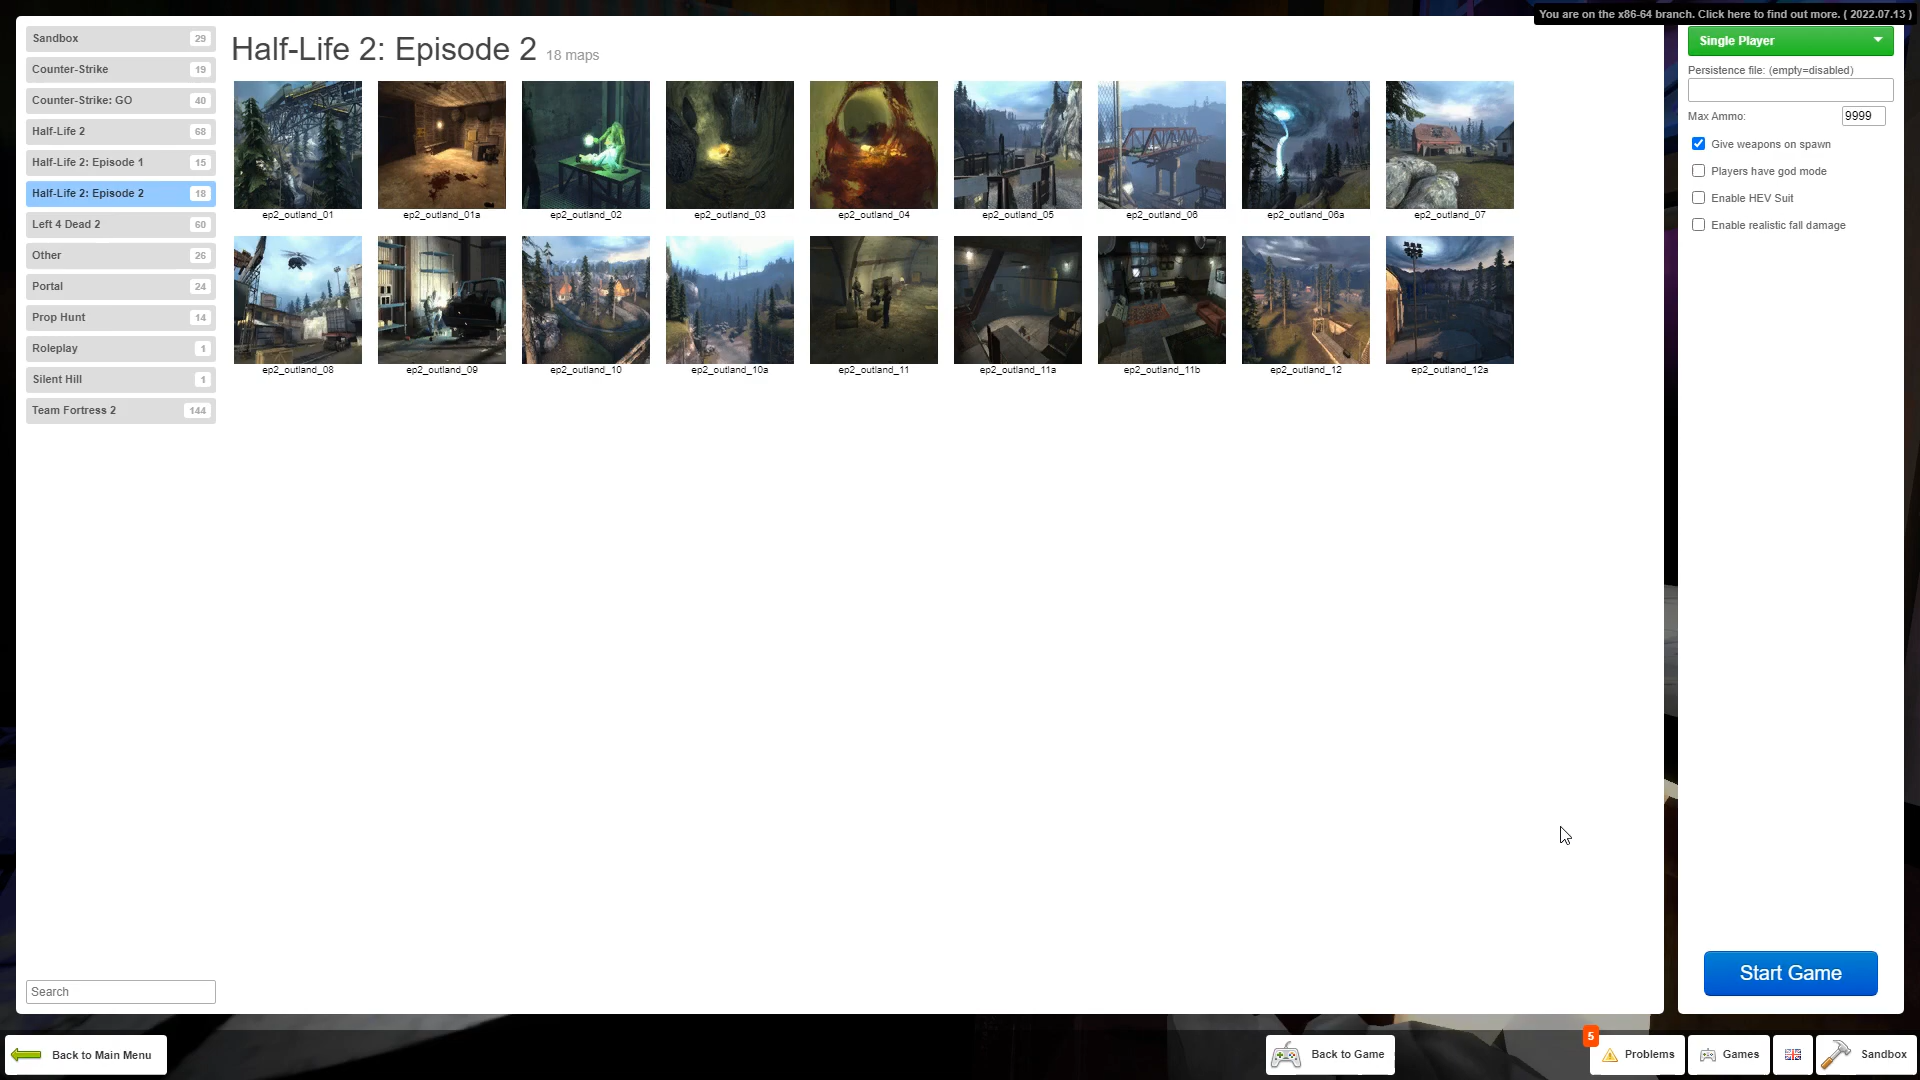 You are on the x86-64 branch. Click here to find out more. ( 2022.07.13 )
Sandbox 29
Counter-Strike 19
Counter-Strike: GO 40
Half-Life 2 68
Half-Life 2: Episode 1 15
Half-Life 2: Episode 2 18
Left 4 Dead 2 60
Other 26
Portal 24
Prop Hunt 14
Roleplay 1
Silent Hill 1
Team Fortress 2 144
Search
Half-Life 2: Episode 2 18 maps
ep2_outland_01 ep2_outland_01a ep2_outland_02 ep2_outland_03 ep2_outland_04 ep2_outland_05 ep2_outland_06 ep2_outland_06a ep2_outland_07
ep2_outland_08 ep2_outland_09 ep2_outland_10 ep2_outland_10a ep2_outland_11 ep2_outland_11a ep2_outland_11b ep2_outland_12 ep2_outland_12a
Single Player
Persistence file: (empty=disabled)
Max Ammo: 9999
Give weapons on spawn
Players have god mode
Enable HEV Suit
Enable realistic fall damage
Start Game
Back to Main Menu
Back to Game
5
Problems
Games
Sandbox